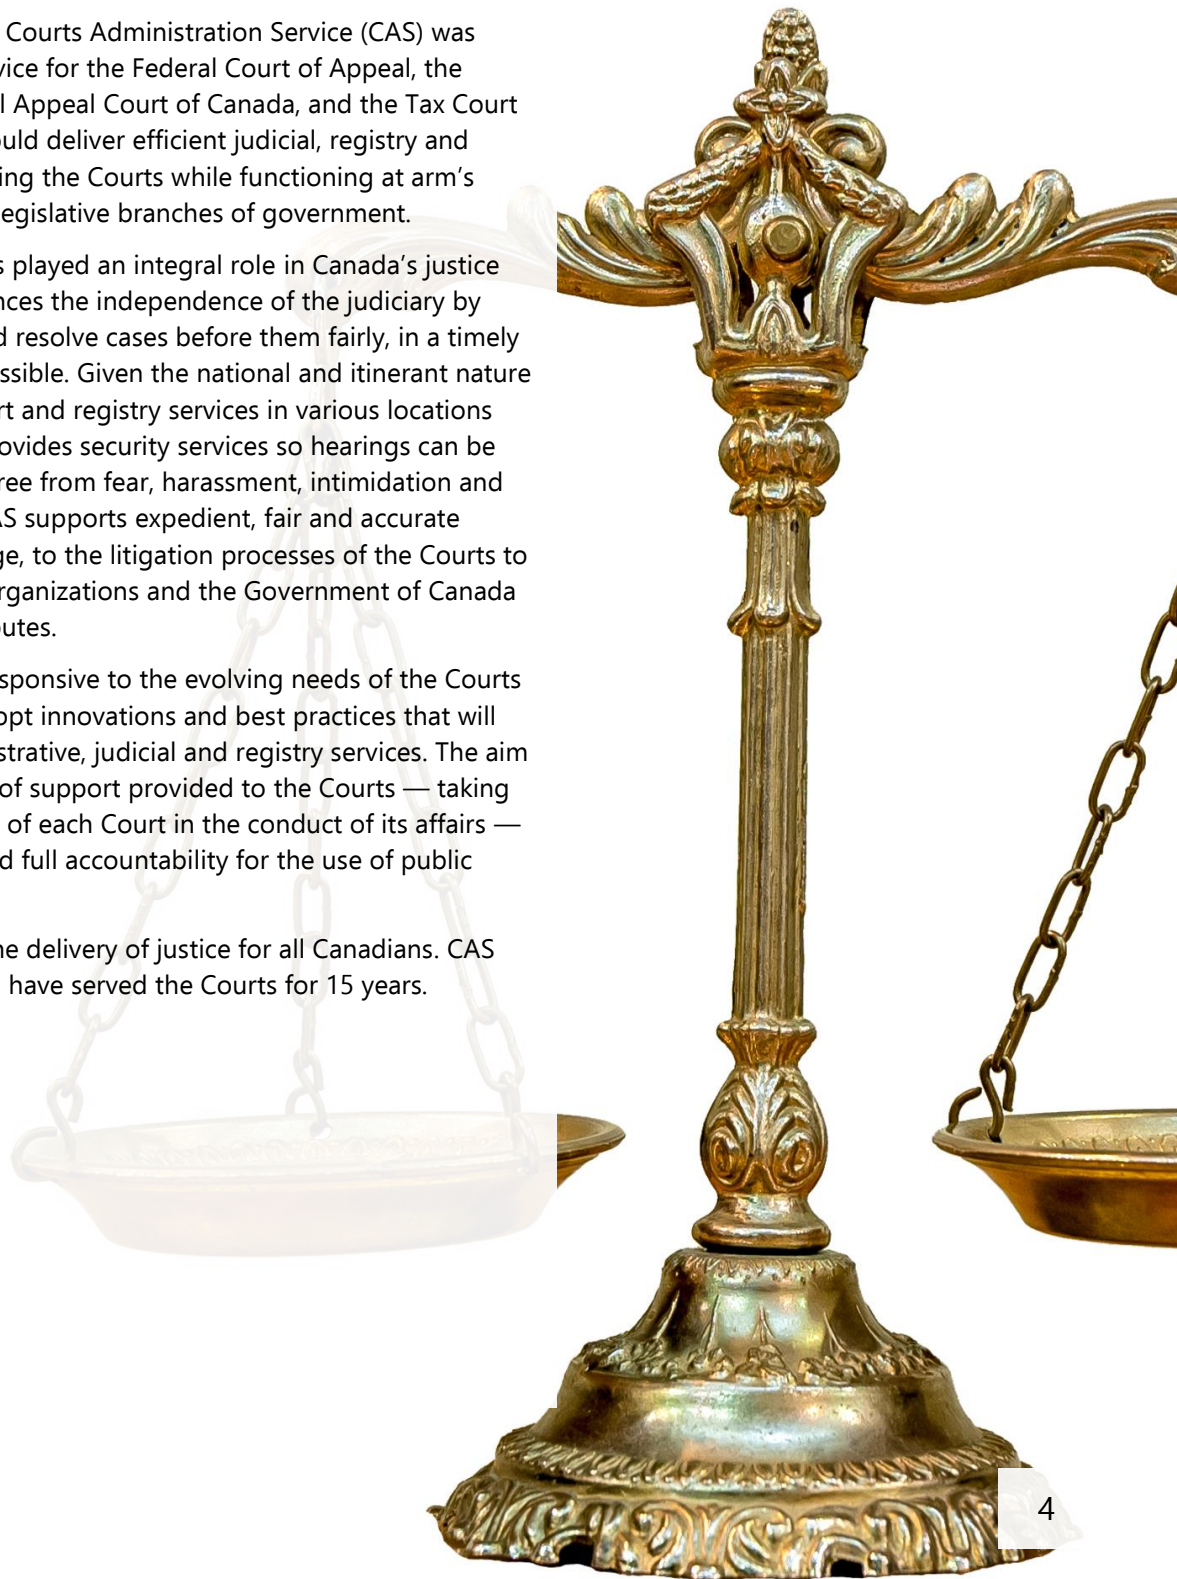 Courts Administration Service (CAS) was
vice for the Federal Court of Appeal, the
l Appeal Court of Canada, and the Tax Court
ould deliver efficient judicial, registry and
ing the Courts while functioning at arm’s
egislative branches of government.
s played an integral role in Canada’s justice
nces the independence of the judiciary by
d resolve cases before them fairly, in a timely
ssible. Given the national and itinerant nature
rt and registry services in various locations
rovides security services so hearings can be
ree from fear, harassment, intimidation and
AS supports expedient, fair and accurate
ge, to the litigation processes of the Courts to
rganizations and the Government of Canada
putes.
sponsive to the evolving needs of the Courts
opt innovations and best practices that will
strative, judicial and registry services. The aim
of support provided to the Courts — taking
of each Court in the conduct of its affairs —
d full accountability for the use of public
he delivery of justice for all Canadians. CAS
have served the Courts for 15 years.
4